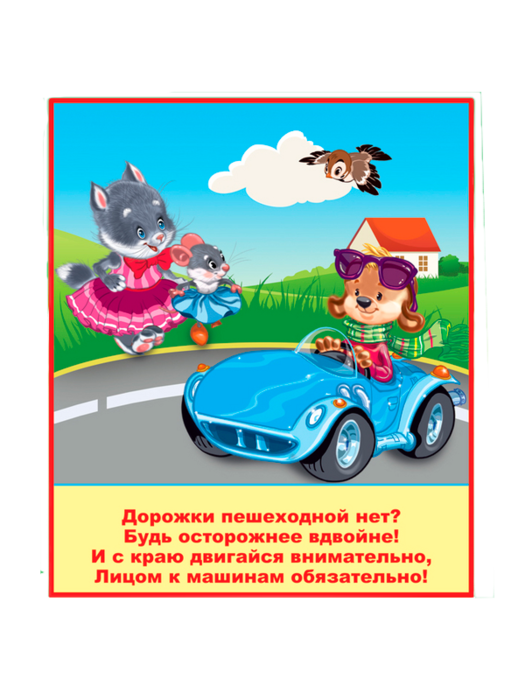 Дорожки пешеходной нет?
Будь осторожнее вдвойне!
И с краю двигайся внимательно,
Лицом к машинам обязательно!